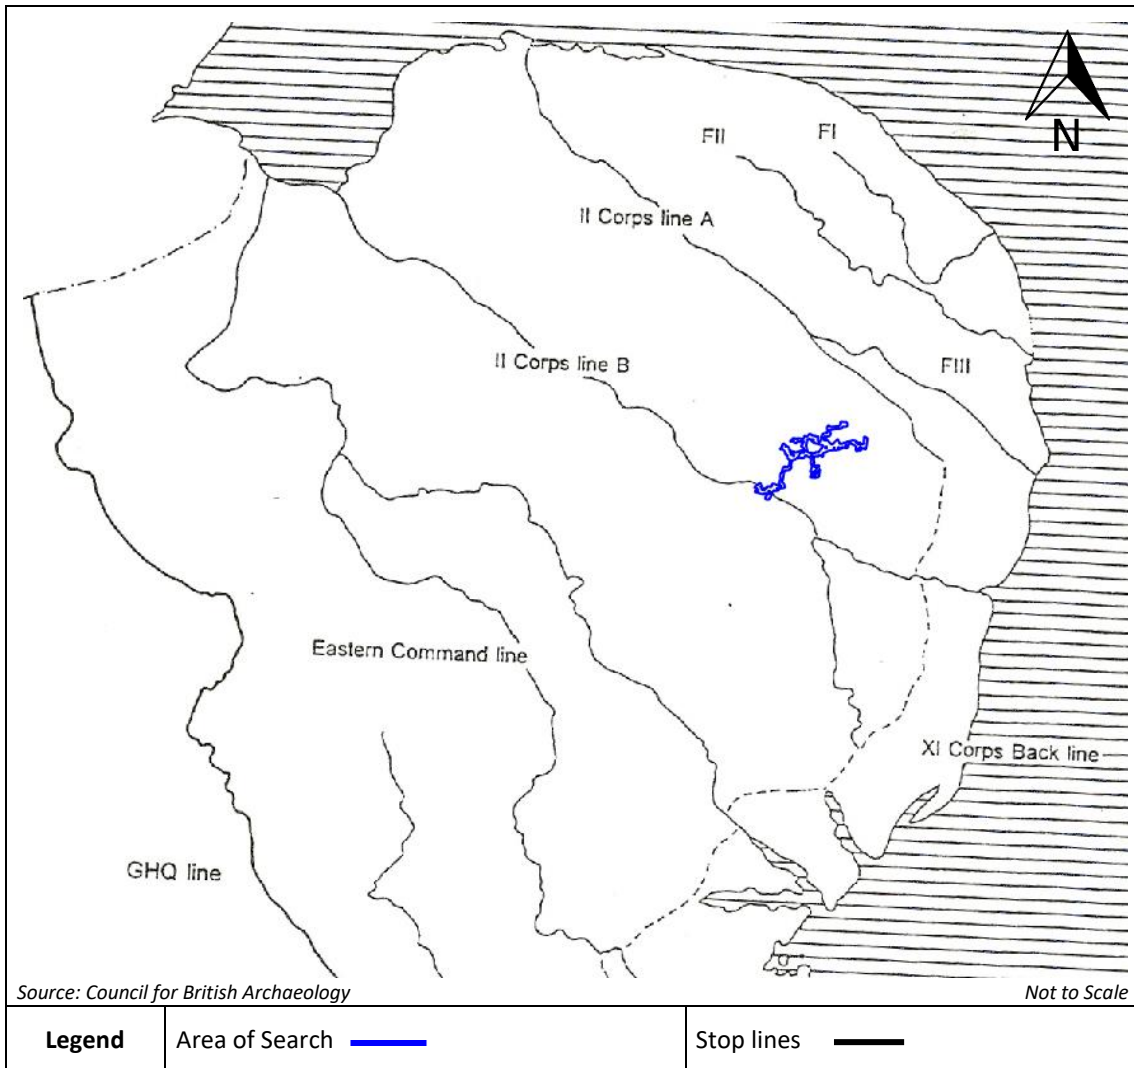 N
FII
FI
II Corps line A
II Corps line B
FIII
Eastern Command line
XI Corps Back line
GHQ line
Source: Council for British Archaeology
Not to Scale
Legend
Area of Search
Stop lines